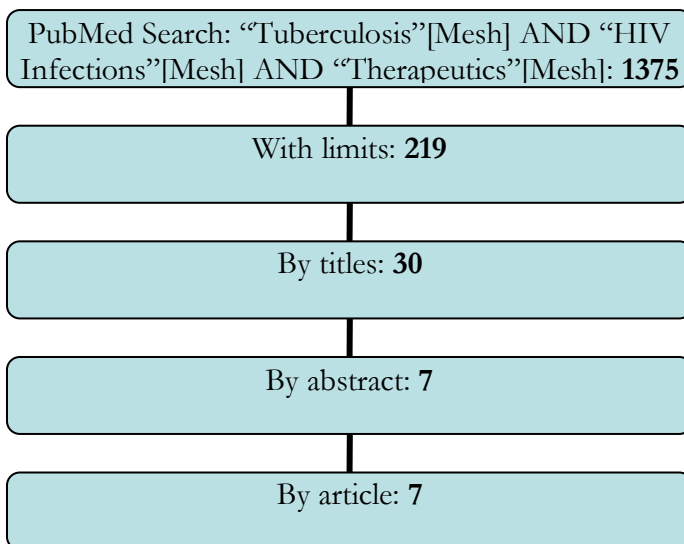 PubMed Search: “Tuberculosis”[Mesh] AND “HIV
Infections”[Mesh] AND “Therapeutics”[Mesh]: 1375
With limits: 219
By titles: 30
By abstract: 7
By article: 7